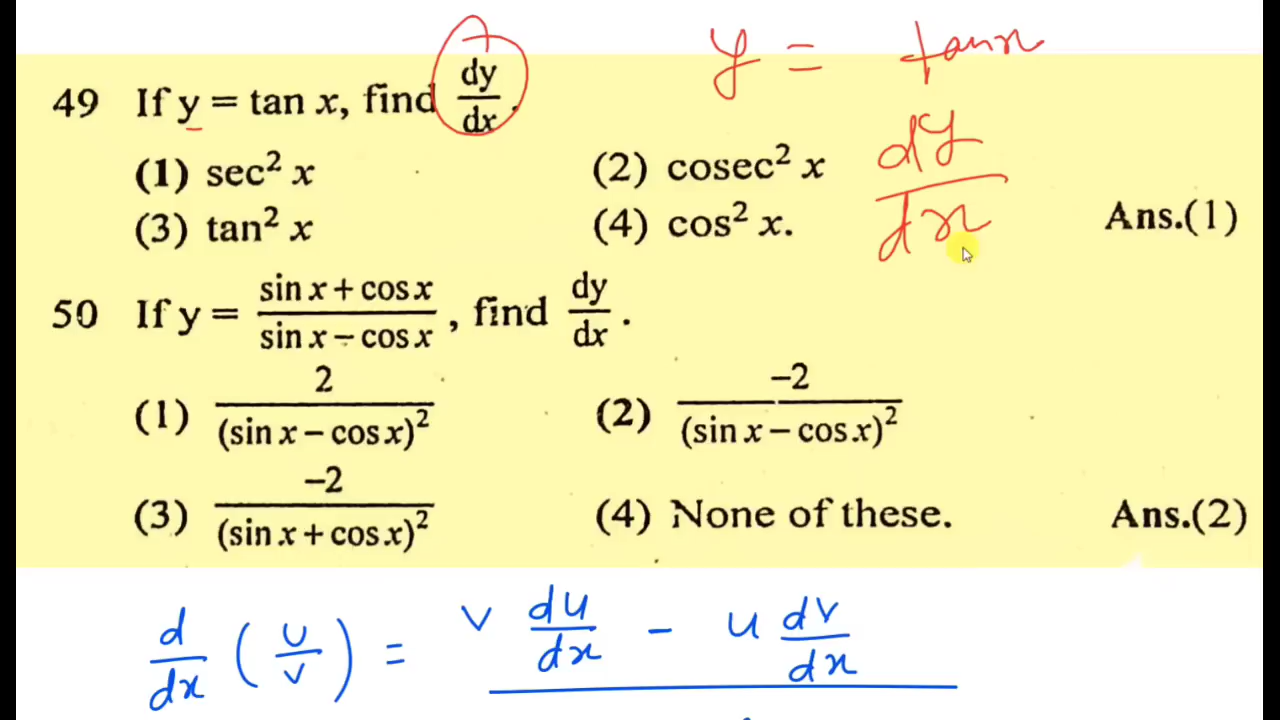 y = tan x
49 If y = tan x, find dy/dx.
dy/dx
(1) sec² x (2) cosec² x
(3) tan² x (4) cos² x. Ans.(1)
50 If y = (sin x + cos x)/(sin x – cos x), find dy/dx.
(1) 2/(sin x – cos x)² (2) –2/(sin x – cos x)²
(3) –2/(sin x + cos x)² (4) None of these. Ans.(2)
d/dx (u/v) = v du/dx - u dv/dx